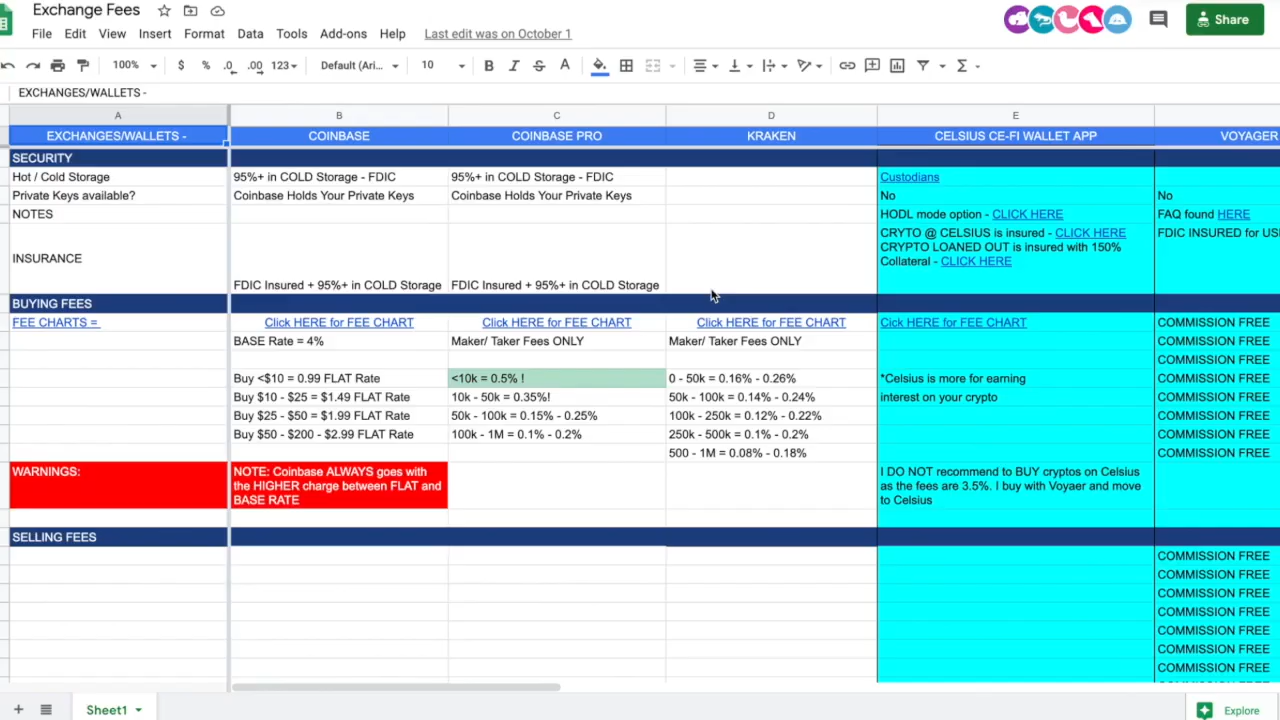 Exchange Fees
File Edit View Insert Format Data Tools Add-ons Help Last edit was on October 1
Share
100% $ % .0 .00 123 Default (Ari... 10 B I S A
EXCHANGES/WALLETS -
A B C D E
EXCHANGES/WALLETS - COINBASE COINBASE PRO KRAKEN CELSIUS CE-FI WALLET APP VOYAGER
SECURITY
Hot / Cold Storage 95%+ in COLD Storage - FDIC 95%+ in COLD Storage - FDIC Custodians
Private Keys available? Coinbase Holds Your Private Keys Coinbase Holds Your Private Keys No No
NOTES HODL mode option - CLICK HERE FAQ found HERE
CRYTO @ CELSIUS is insured - CLICK HERE FDIC INSURED for US
CRYPTO LOANED OUT is insured with 150%
INSURANCE Collateral - CLICK HERE
FDIC Insured + 95%+ in COLD Storage FDIC Insured + 95%+ in COLD Storage
BUYING FEES
FEE CHARTS = Click HERE for FEE CHART Click HERE for FEE CHART Click HERE for FEE CHART Cick HERE for FEE CHART COMMISSION FREE
BASE Rate = 4% Maker/ Taker Fees ONLY Maker/ Taker Fees ONLY COMMISSION FREE
COMMISSION FREE
Buy <$10 = 0.99 FLAT Rate <10k = 0.5% ! 0 - 50k = 0.16% - 0.26% *Celsius is more for earning COMMISSION FREE
Buy $10 - $25 = $1.49 FLAT Rate 10k - 50k = 0.35%! 50k - 100k = 0.14% - 0.24% interest on your crypto COMMISSION FREE
Buy $25 - $50 = $1.99 FLAT Rate 50k - 100k = 0.15% - 0.25% 100k - 250k = 0.12% - 0.22% COMMISSION FREE
Buy $50 - $200 - $2.99 FLAT Rate 100k - 1M = 0.1% - 0.2% 250k - 500k = 0.1% - 0.2% COMMISSION FREE
500 - 1M = 0.08% - 0.18% COMMISSION FREE
WARNINGS: NOTE: Coinbase ALWAYS goes with I DO NOT recommend to BUY cryptos on Celsius
the HIGHER charge between FLAT and as the fees are 3.5%. I buy with Voyaer and move
BASE RATE to Celsius
SELLING FEES
COMMISSION FREE
COMMISSION FREE
COMMISSION FREE
COMMISSION FREE
COMMISSION FREE
COMMISSION FREE
COMMISSION FREE
Sheet1 Explore